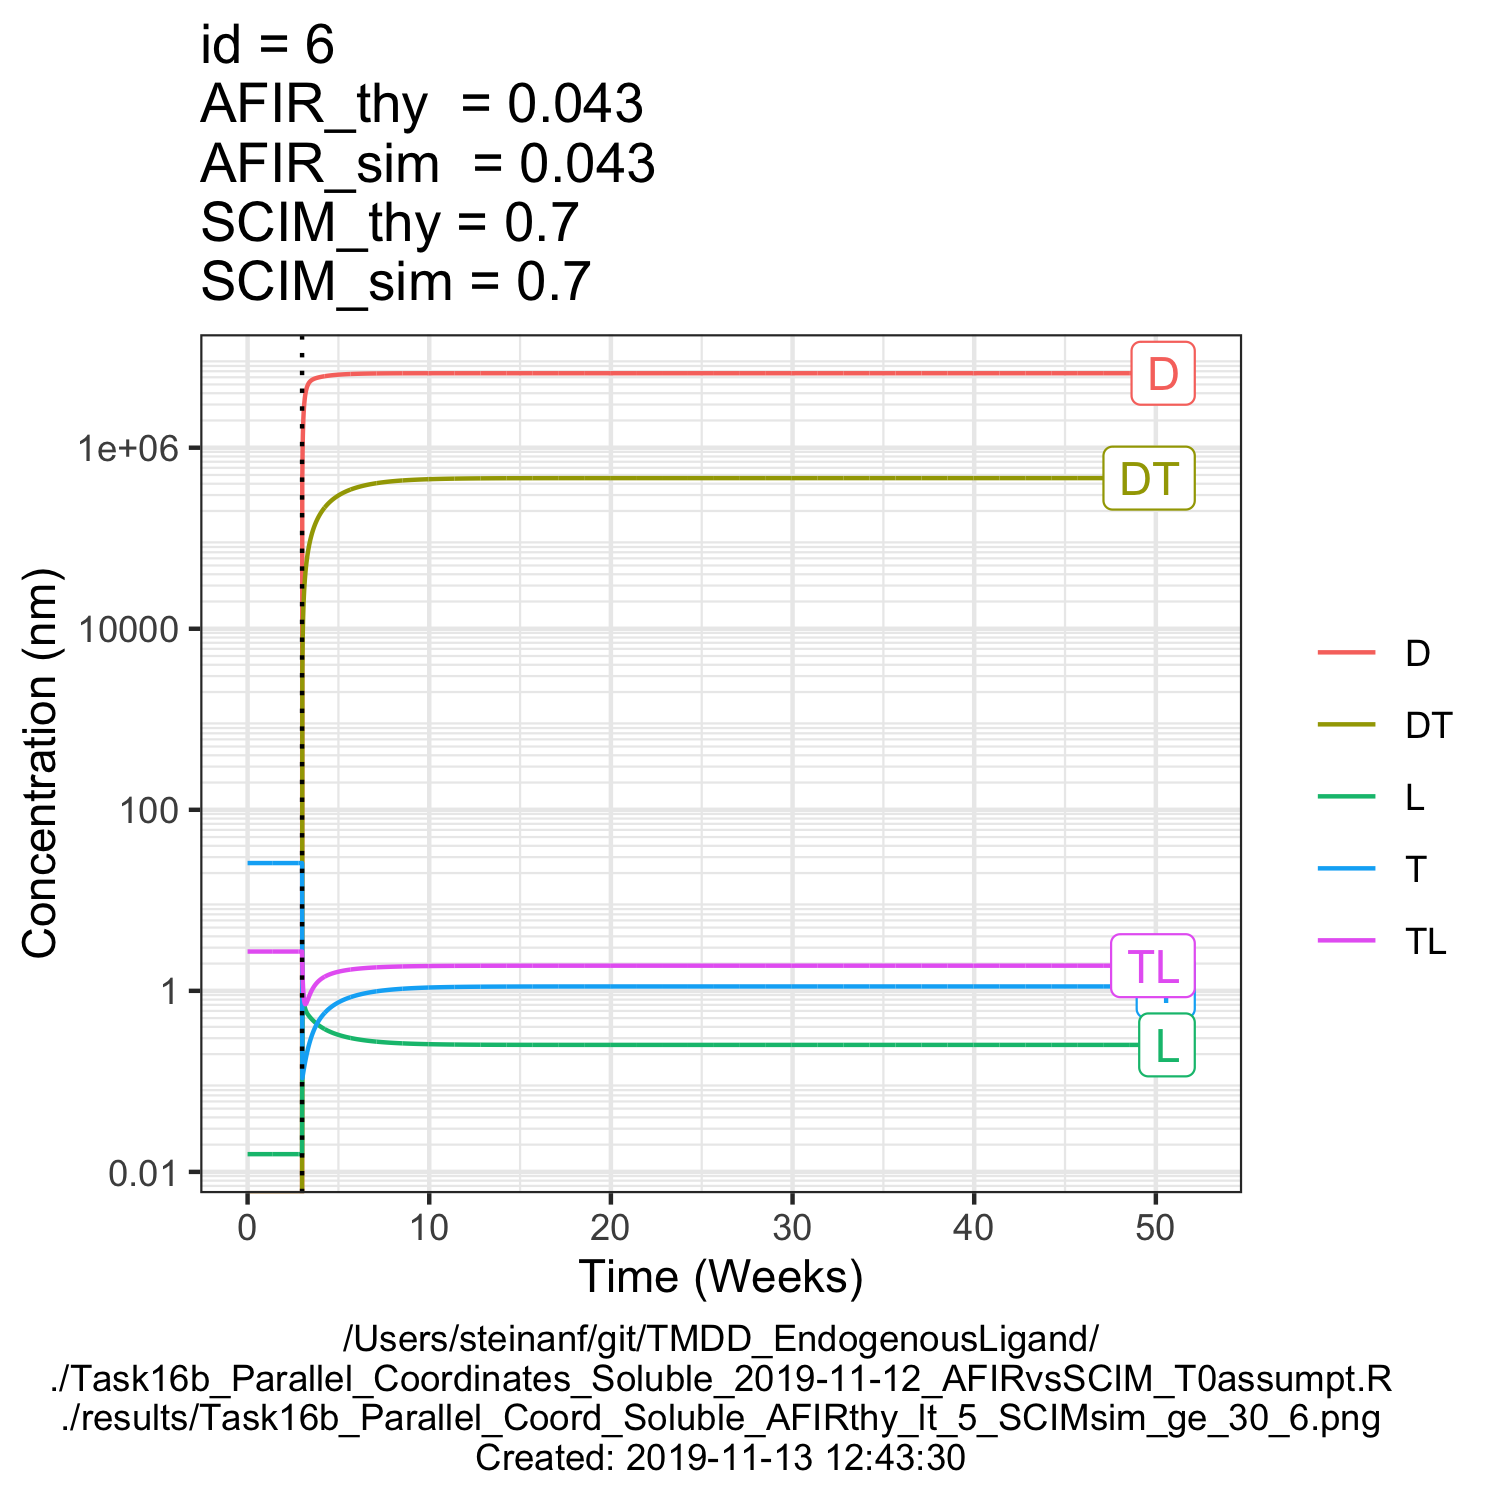 id = 6
AFIR_thy  = 0.043
AFIR_sim  = 0.043
SCIM_thy = 0.7
SCIM_sim = 0.7
D
1e+06
DT
10000
100
TL
1
L
0.01
0 10 20 30 40 50
Time (Weeks)
Concentration (nm)
D
DT
L
T
TL
/Users/steinanf/git/TMDD_EndogenousLigand/
./Task16b_Parallel_Coordinates_Soluble_2019-11-12_AFIRvsSCIM_T0assumpt.R
./results/Task16b_Parallel_Coord_Soluble_AFIRthy_lt_5_SCIMsim_ge_30_6.png
Created: 2019-11-13 12:43:30